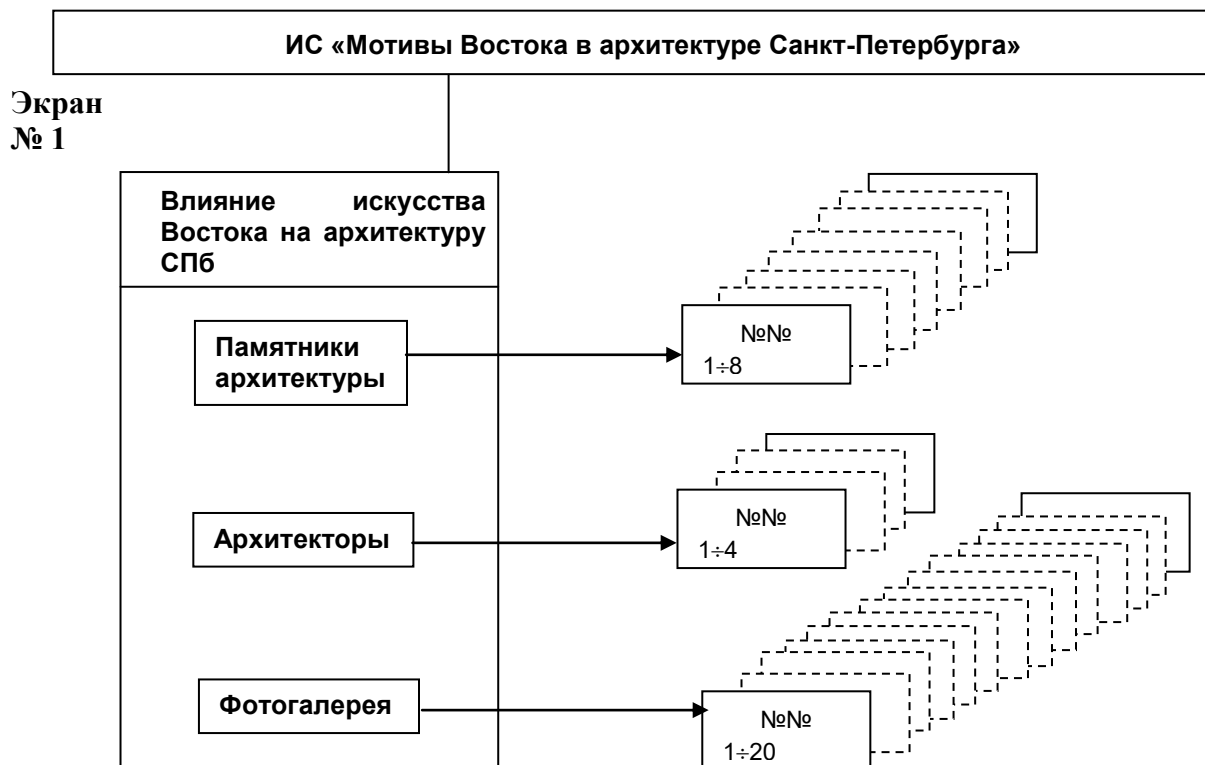 ИС «Мотивы Востока в архитектуре Санкт-Петербурга»
Экран
№ 1
Влияние искусства
Востока на архитектуру
СПб
Памятники
архитектуры
№№
1÷8
Архитекторы
№№
1÷4
Фотогалерея
№№
1÷20